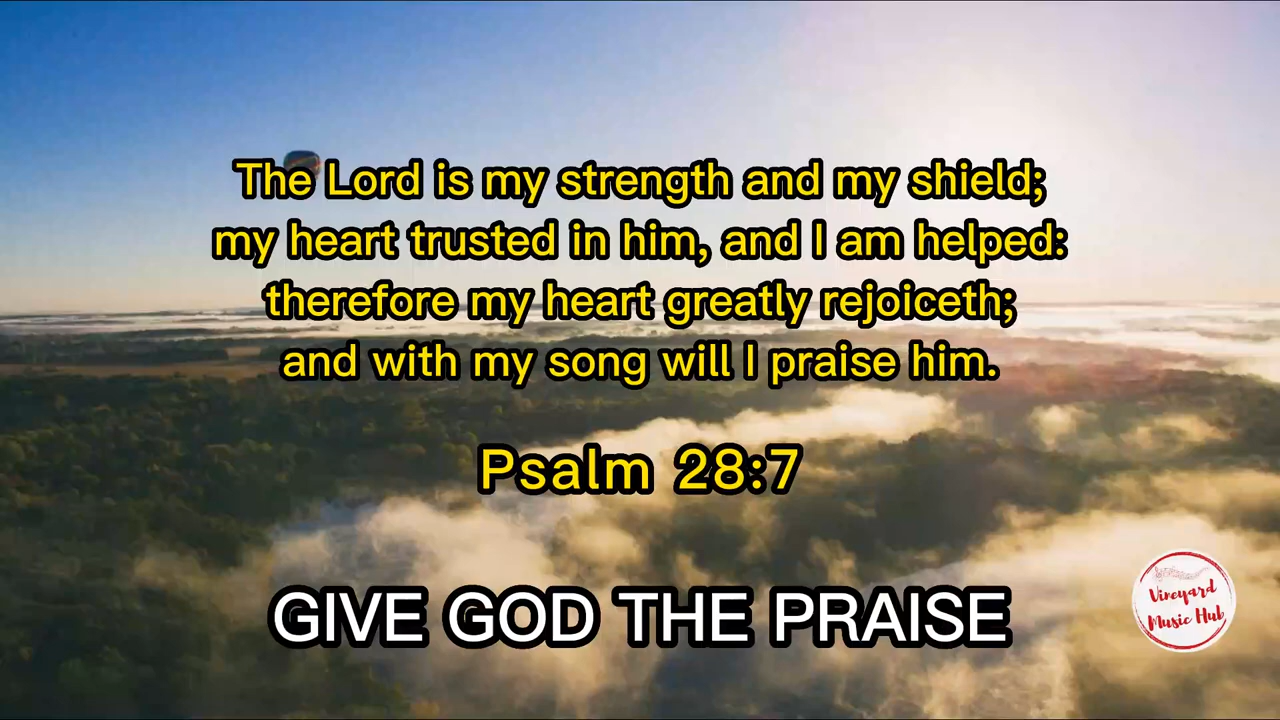 The Lord is my strength and my shield;
my heart trusted in him, and I am helped:
therefore my heart greatly rejoiceth;
and with my song will I praise him.
Psalm 28:7
GIVE GOD THE PRAISE
Vineyard
Music Hub